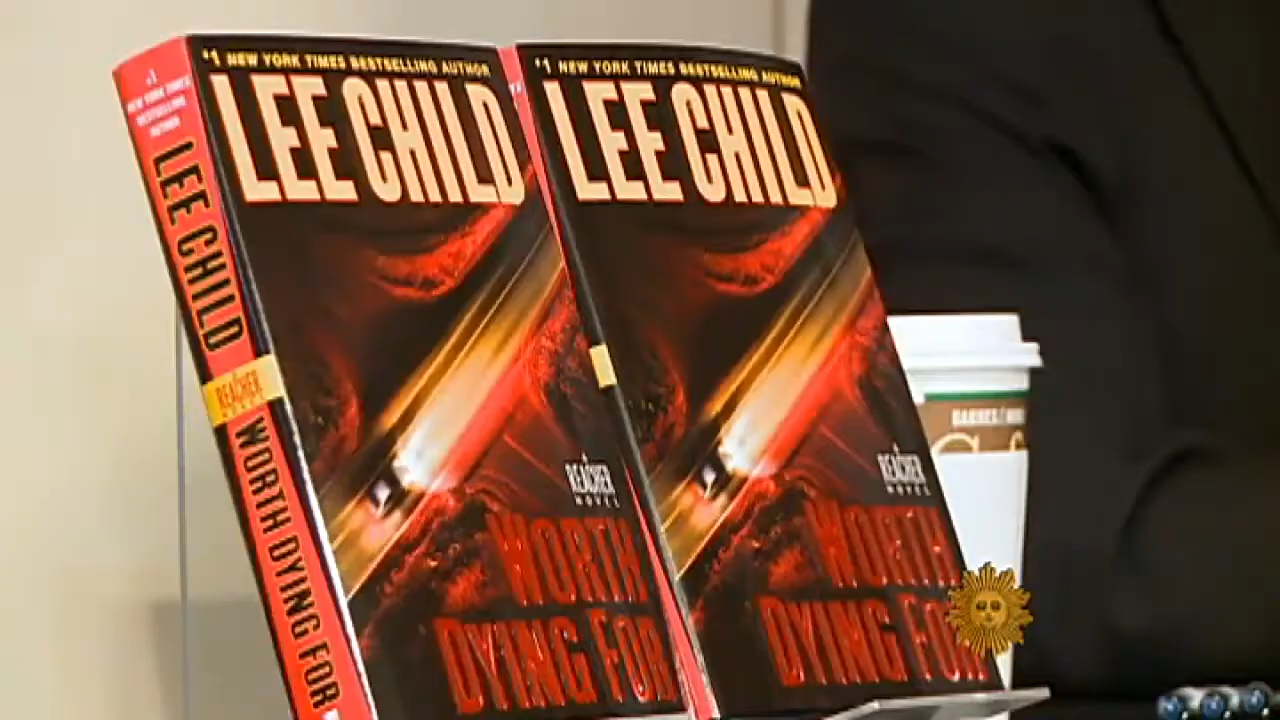 #1
NEW YORK TIMES
BESTSELLING
AUTHOR
LEE CHILD
REACHER
WORTH DYING FOR
#1 NEW YORK TIMES BESTSELLING AUTHOR
LEE CHILD
A
REACHER
NOVEL
WORTH
DYING FOR
#1 NEW YORK TIMES BESTSELLING AUTHOR
LEE CHILD
A
REACHER
NOVEL
WORTH
DYING FOR
BARNES